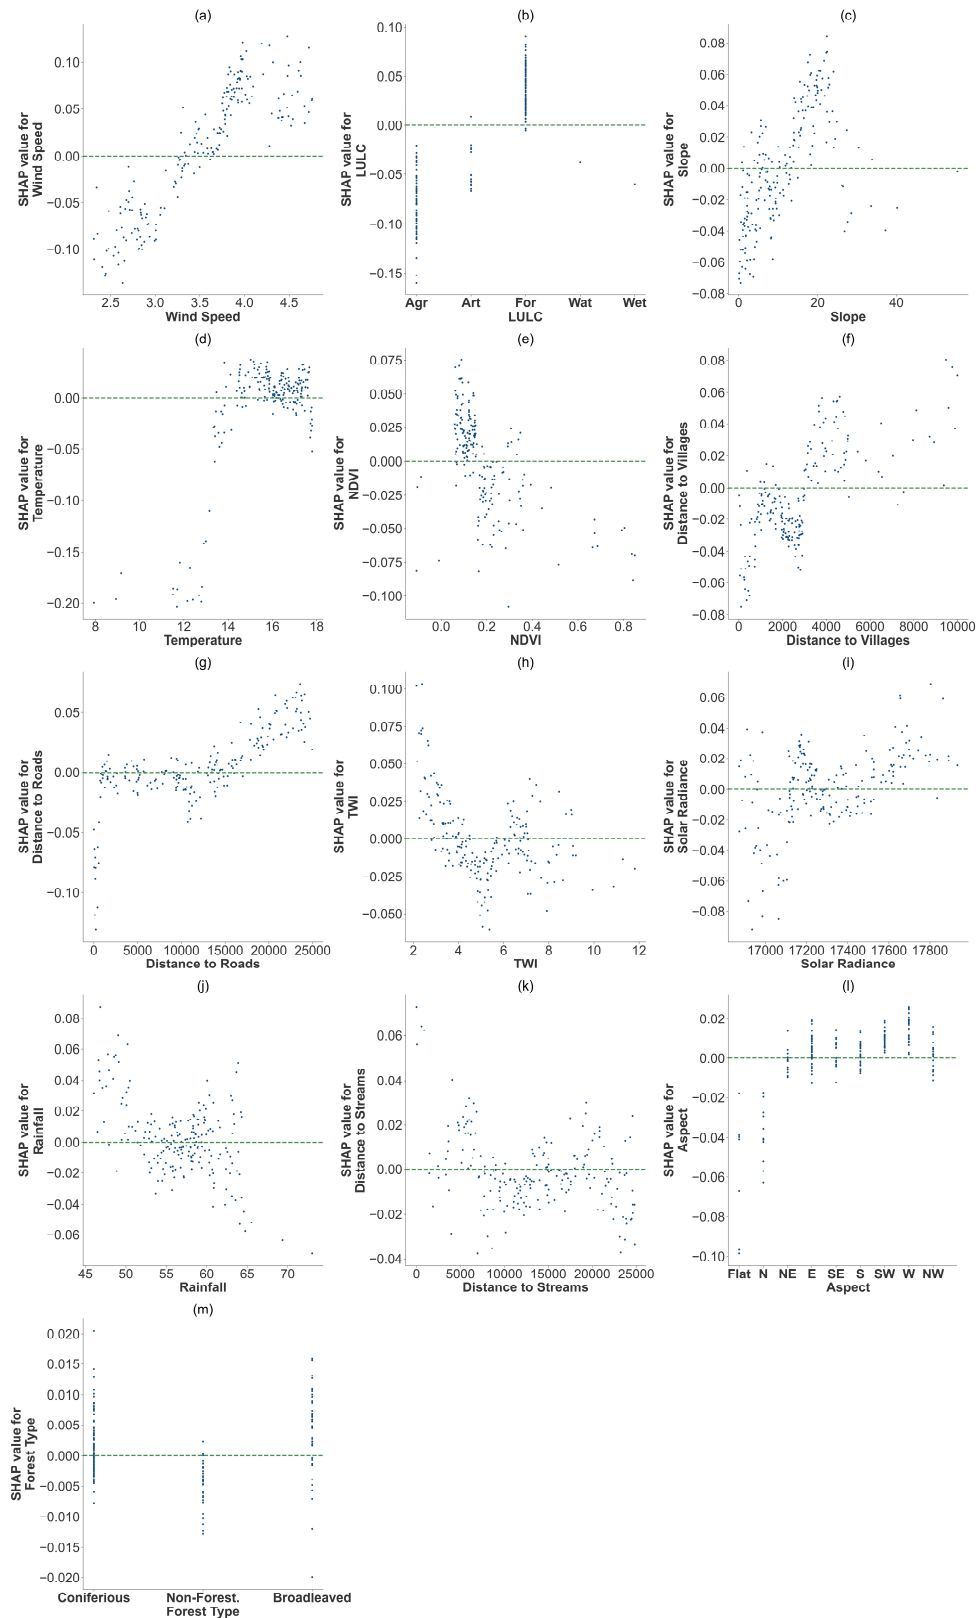 (a)
SHAP value for
Wind Speed
0.10
0.05
0.00
−0.05
−0.10
2.5 3.0 3.5 4.0 4.5
Wind Speed
(b)
SHAP value for
LULC
0.10
0.05
0.00
−0.05
−0.10
−0.15
Agr Art For Wat Wet
LULC
(c)
SHAP value for
Slope
0.08
0.06
0.04
0.02
0.00
−0.02
−0.04
−0.06
−0.08
0 20 40
Slope
(d)
SHAP value for
Temperature
0.00
−0.05
−0.10
−0.15
−0.20
8 10 12 14 16 18
Temperature
(e)
SHAP value for
NDVI
0.075
0.050
0.025
0.000
−0.025
−0.050
−0.075
−0.100
0.0 0.2 0.4 0.6 0.8
NDVI
(f)
SHAP value for
Distance to Villages
0.08
0.06
0.04
0.02
0.00
−0.02
−0.04
−0.06
−0.08
0 2000 4000 6000 8000 10000
Distance to Villages
(g)
SHAP value for
Distance to Roads
0.05
0.00
−0.05
−0.10
0 5000 10000 15000 20000 25000
Distance to Roads
(h)
SHAP value for
TWI
0.100
0.075
0.050
0.025
0.000
0.025
−0.050
2 4 6 8 10 12
TWI
(i)
SHAP value for
Solar Radiance
0.06
0.04
0.02
0.00
−0.02
−0.04
−0.06
−0.08
17000 17200 17400 17600 17800
Solar Radiance
(j)
SHAP value for
Rainfall
0.08
0.06
0.04
0.02
0.00
−0.02
−0.04
−0.06
45 50 55 60 65 70
Rainfall
(k)
SHAP value for
Distance to Streams
0.06
0.04
0.02
0.00
−0.02
−0.04
0 5000 10000 15000 20000 25000
Distance to Streams
(l)
SHAP value for
Aspect
0.02
0.00
−0.02
−0.04
−0.06
−0.08
−0.10
Flat N NE E SE S SW W NW
Aspect
(m)
SHAP value for
Forest Type
0.020
0.015
0.010
0.005
0.000
−0.005
−0.010
−0.015
−0.020
Coniferious Non-Forest. Broadleaved
Forest Type